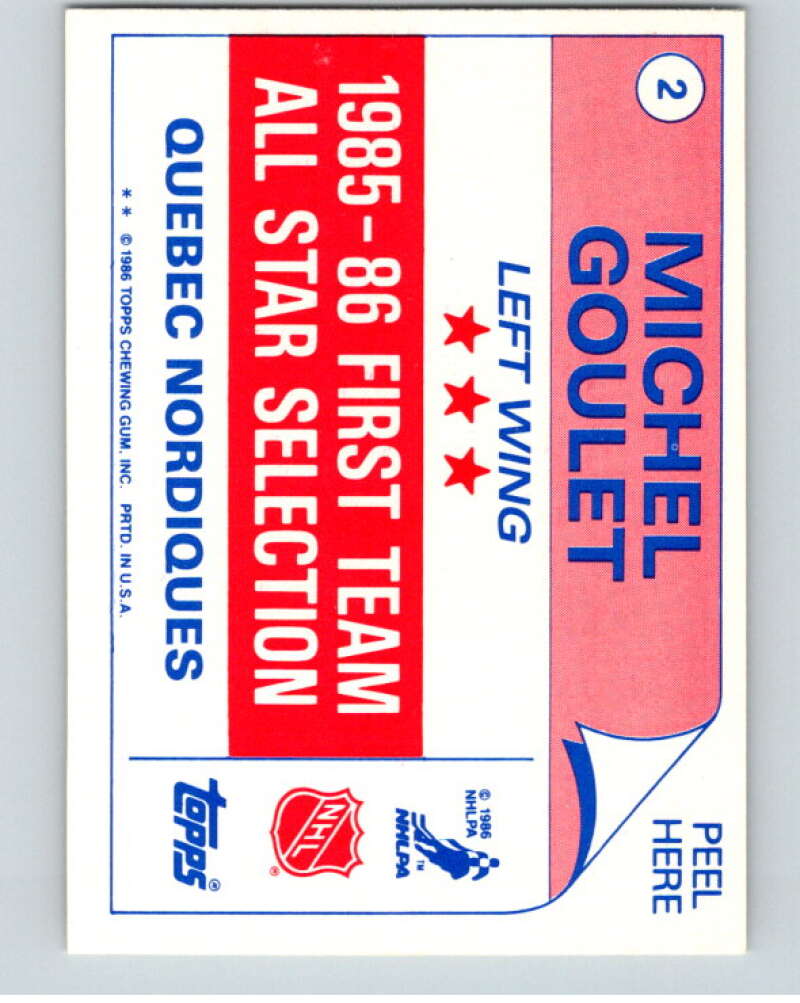 2
MICHEL
GOULET
PEEL
HERE
LEFT WING
★ ★ ★
1985-86 FIRST TEAM
ALL STAR SELECTION
QUEBEC NORDIQUES
* * © 1986 TOPPS CHEWING GUM, INC. PRTD. IN U.S.A.
© 1986
NHLPA
NHLPA™
NHL®
topps®